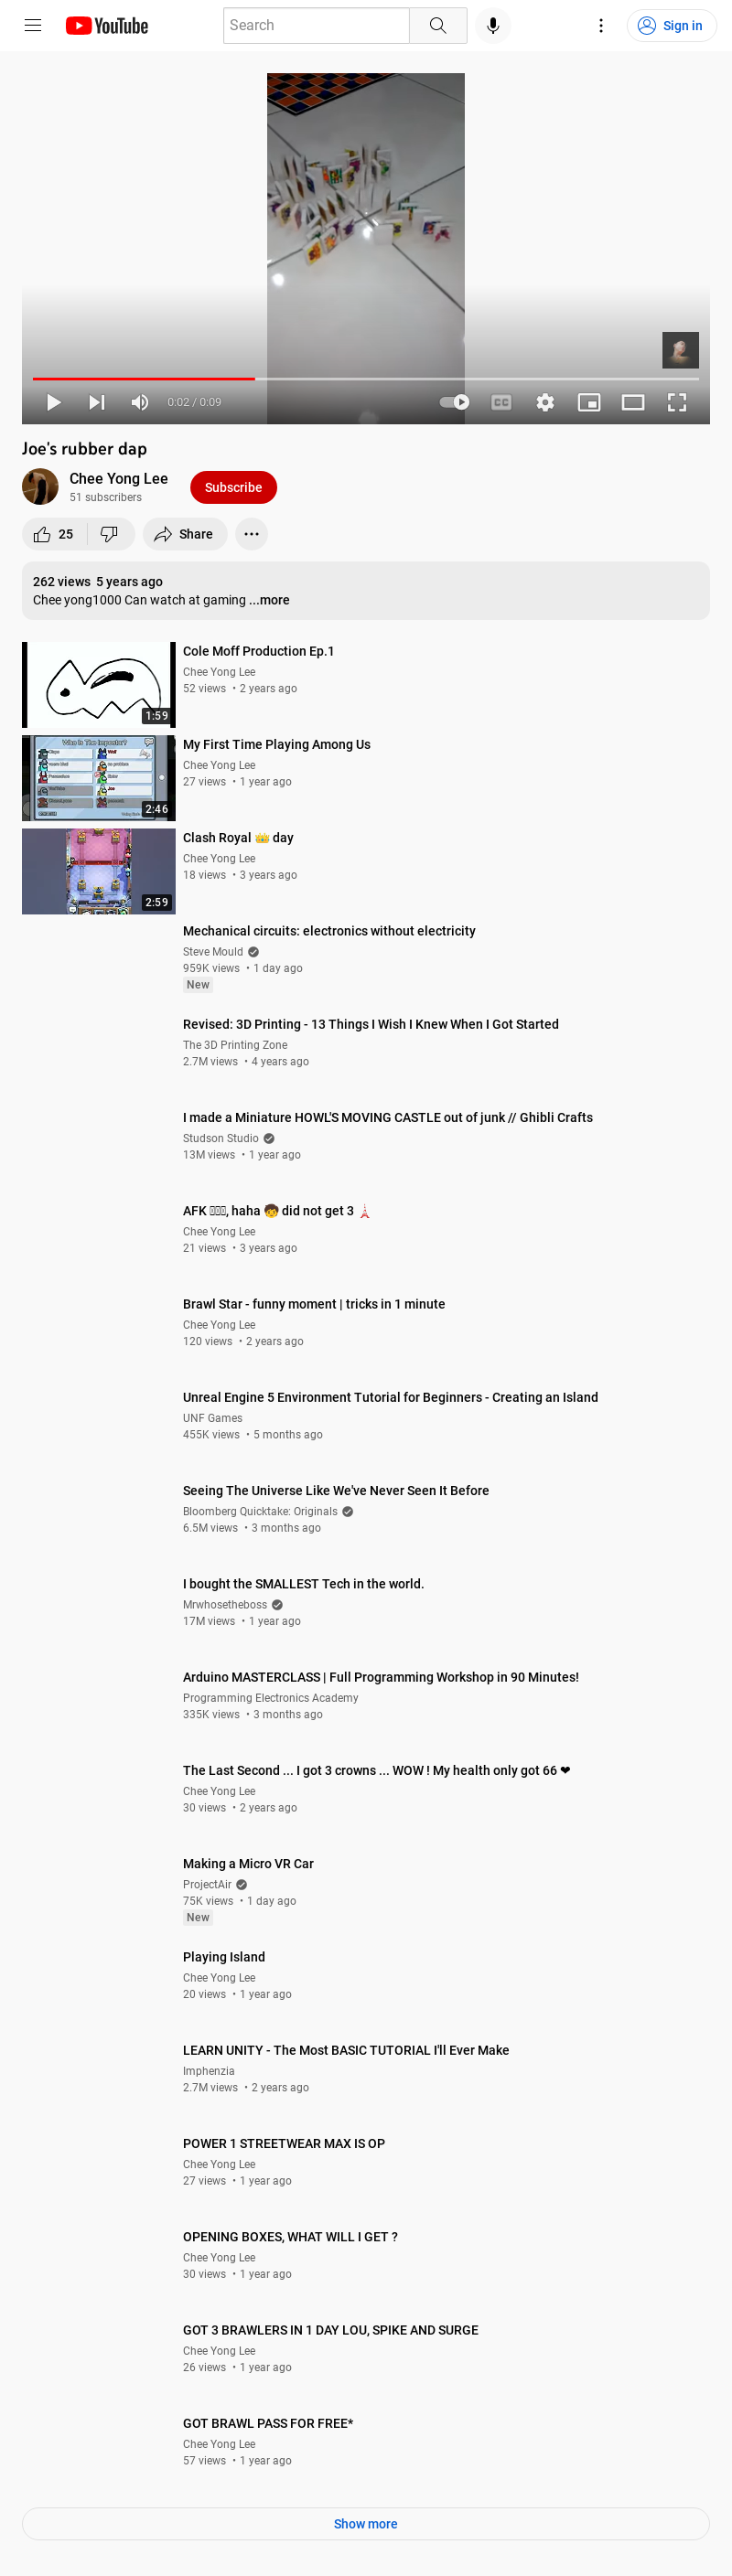 YouTube
Search
Sign in
0:02 / 0:09
CC
Joe's rubber dap
Chee Yong Lee
51 subscribers
Subscribe
25
Share
262 views 5 years ago
Chee yong1000 Can watch at gaming ...more
Cole Moff Production Ep.1
Chee Yong Lee
52 views • 2 years ago
1:59
My First Time Playing Among Us
Chee Yong Lee
27 views • 1 year ago
Who Is The Impostor?
2:46
Clash Royal 👑 day
Chee Yong Lee
18 views • 3 years ago
2:59
Mechanical circuits: electronics without electricity
Steve Mould
959K views • 1 day ago
New
Revised: 3D Printing - 13 Things I Wish I Knew When I Got Started
The 3D Printing Zone
2.7M views • 4 years ago
I made a Miniature HOWL'S MOVING CASTLE out of junk // Ghibli Crafts
Studson Studio
13M views • 1 year ago
AFK , haha 🧒 did not get 3 🗼
Chee Yong Lee
21 views • 3 years ago
Brawl Star - funny moment | tricks in 1 minute
Chee Yong Lee
120 views • 2 years ago
Unreal Engine 5 Environment Tutorial for Beginners - Creating an Island
UNF Games
455K views • 5 months ago
Seeing The Universe Like We've Never Seen It Before
Bloomberg Quicktake: Originals
6.5M views • 3 months ago
I bought the SMALLEST Tech in the world.
Mrwhosetheboss
17M views • 1 year ago
Arduino MASTERCLASS | Full Programming Workshop in 90 Minutes!
Programming Electronics Academy
335K views • 3 months ago
The Last Second ... I got 3 crowns ... WOW ! My health only got 66 ❤
Chee Yong Lee
30 views • 2 years ago
Making a Micro VR Car
ProjectAir
75K views • 1 day ago
New
Playing Island
Chee Yong Lee
20 views • 1 year ago
LEARN UNITY - The Most BASIC TUTORIAL I'll Ever Make
Imphenzia
2.7M views • 2 years ago
POWER 1 STREETWEAR MAX IS OP
Chee Yong Lee
27 views • 1 year ago
OPENING BOXES, WHAT WILL I GET ?
Chee Yong Lee
30 views • 1 year ago
GOT 3 BRAWLERS IN 1 DAY LOU, SPIKE AND SURGE
Chee Yong Lee
26 views • 1 year ago
GOT BRAWL PASS FOR FREE*
Chee Yong Lee
57 views • 1 year ago
Show more